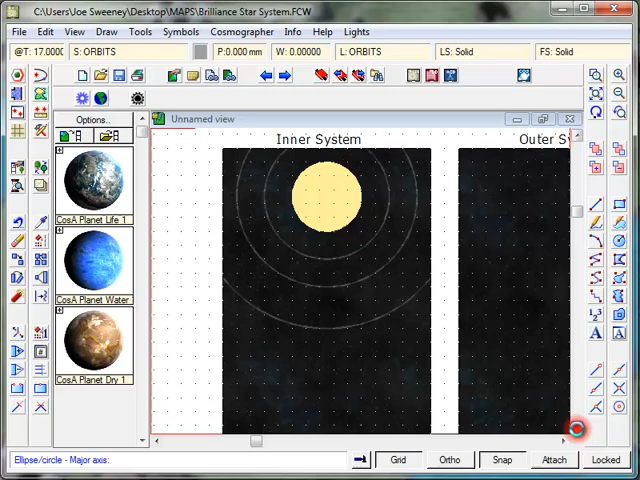 C:\Users\Joe Sweeney\Desktop\MAPS\Brilliance Star System.FCW
File Edit View Draw Tools Symbols Cosmographer Info Help Lights
@T: 17.0000 S: ORBITS P:0.000 mm W: 0.00000 L: ORBITS LS: Solid FS: Solid
Options..
Unnamed view
Inner System Outer Sy
CosA Planet Life 1
CosA Planet Water
CosA Planet Dry 1
Ellipse/circle - Major axis: Grid Ortho Snap Attach Locked